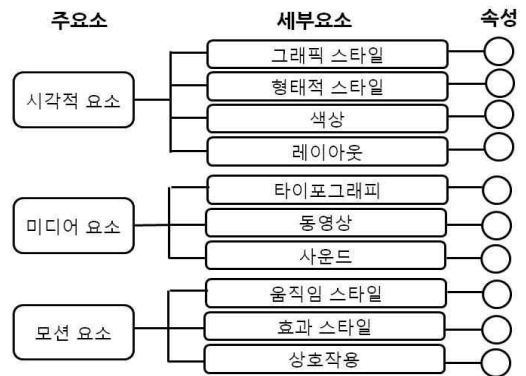 주요소 세부요소 속성
시각적 요소
그래픽 스타일
형태적 스타일
색상
레이아웃
미디어 요소
타이포그래피
동영상
사운드
모션 요소
움직임 스타일
효과 스타일
상호작용